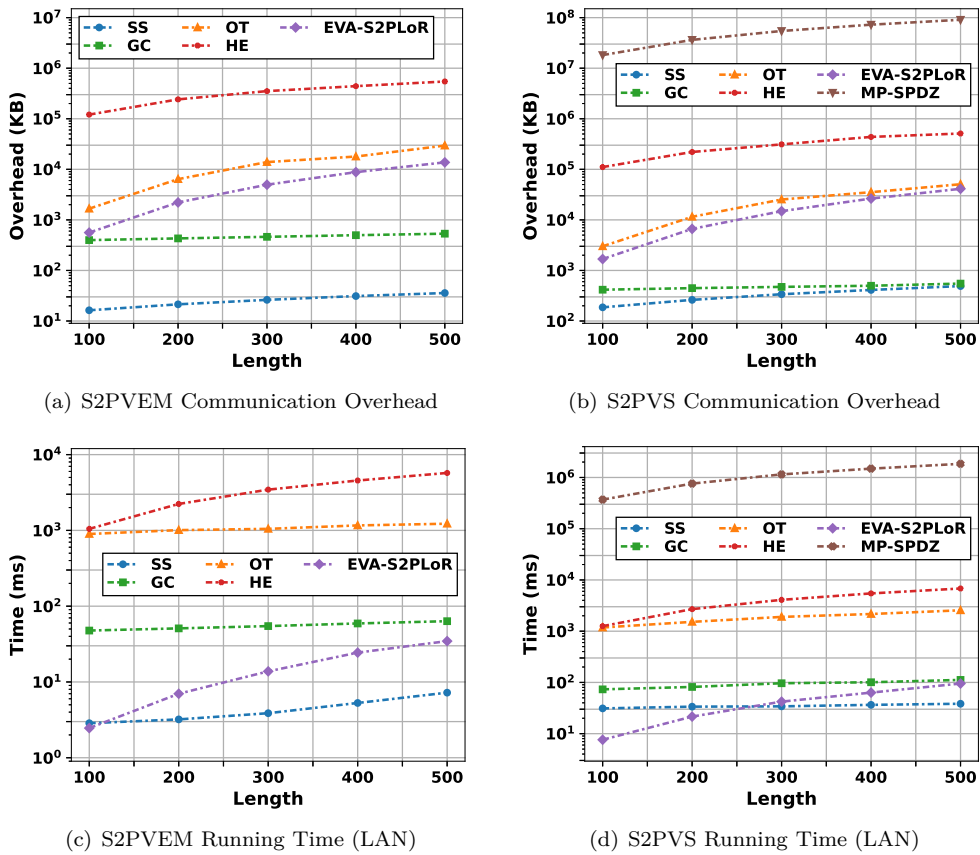 10^7
10^6
10^5
10^4
10^3
10^2
10^1
Overhead (KB)
SS
GC
OT
HE
EVA-S2PLoR
100 200 300 400 500
Length
(a) S2PVEM Communication Overhead
10^8
10^7
10^6
10^5
10^4
10^3
10^2
Overhead (KB)
SS
GC
OT
HE
EVA-S2PLoR
MP-SPDZ
100 200 300 400 500
Length
(b) S2PVS Communication Overhead
10^4
10^3
10^2
10^1
10^0
Time (ms)
SS
GC
OT
HE
EVA-S2PLoR
100 200 300 400 500
Length
(c) S2PVEM Running Time (LAN)
10^6
10^5
10^4
10^3
10^2
10^1
Time (ms)
SS
GC
OT
HE
EVA-S2PLoR
MP-SPDZ
100 200 300 400 500
Length
(d) S2PVS Running Time (LAN)